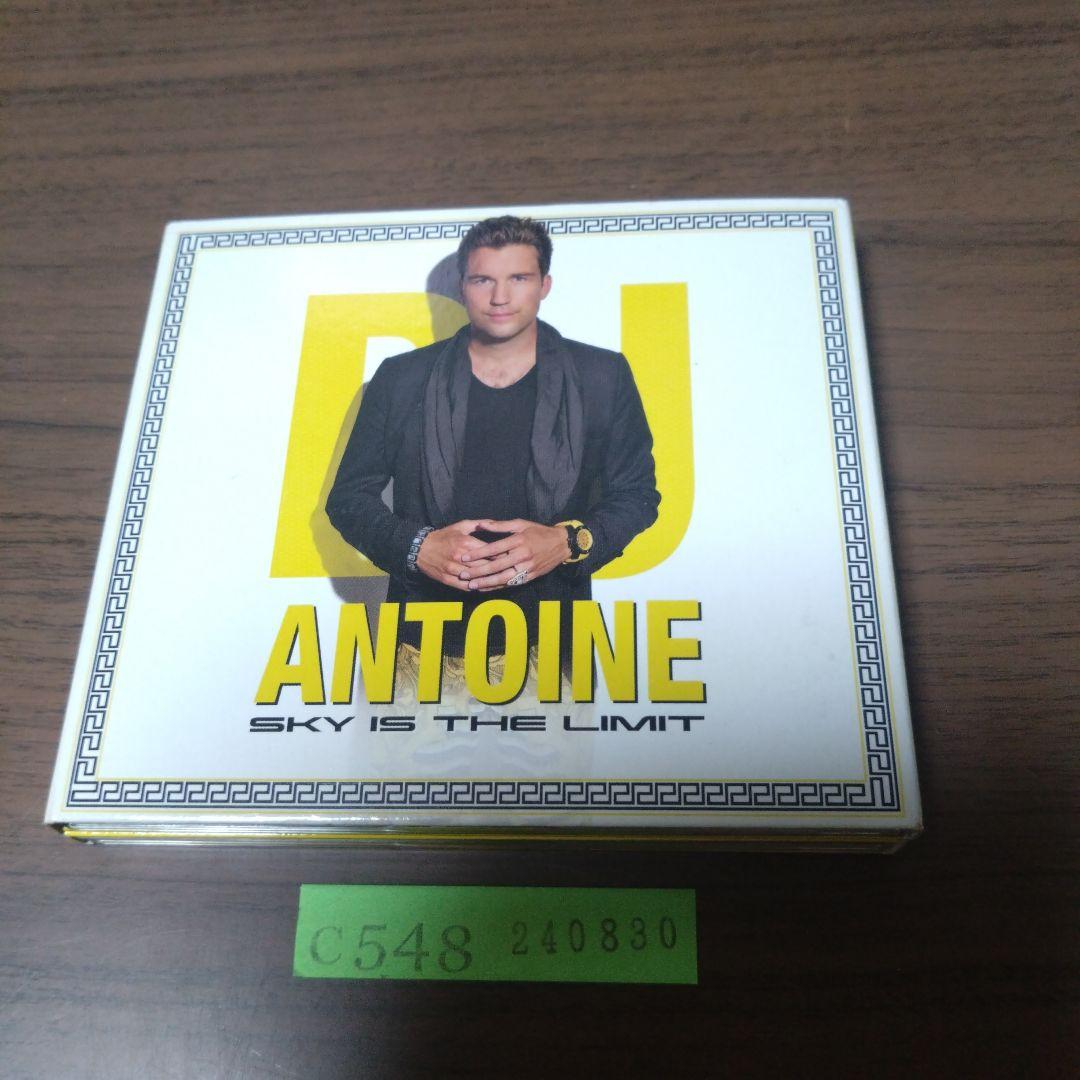 DJ
ANTOINE
SKY IS THE LIMIT
C548 240830